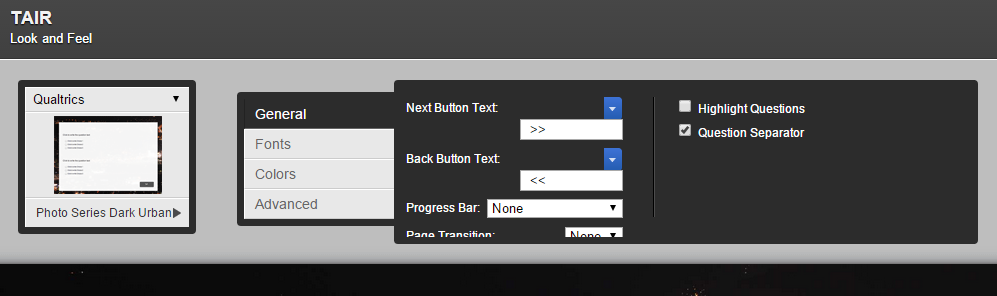 TAIR
Look and Feel
Qualtrics
Photo Series Dark Urban
General
Fonts
Colors
Advanced
Next Button Text:
>>
Back Button Text:
<<
Progress Bar: None
Page Transition: None
Highlight Questions
Question Separator